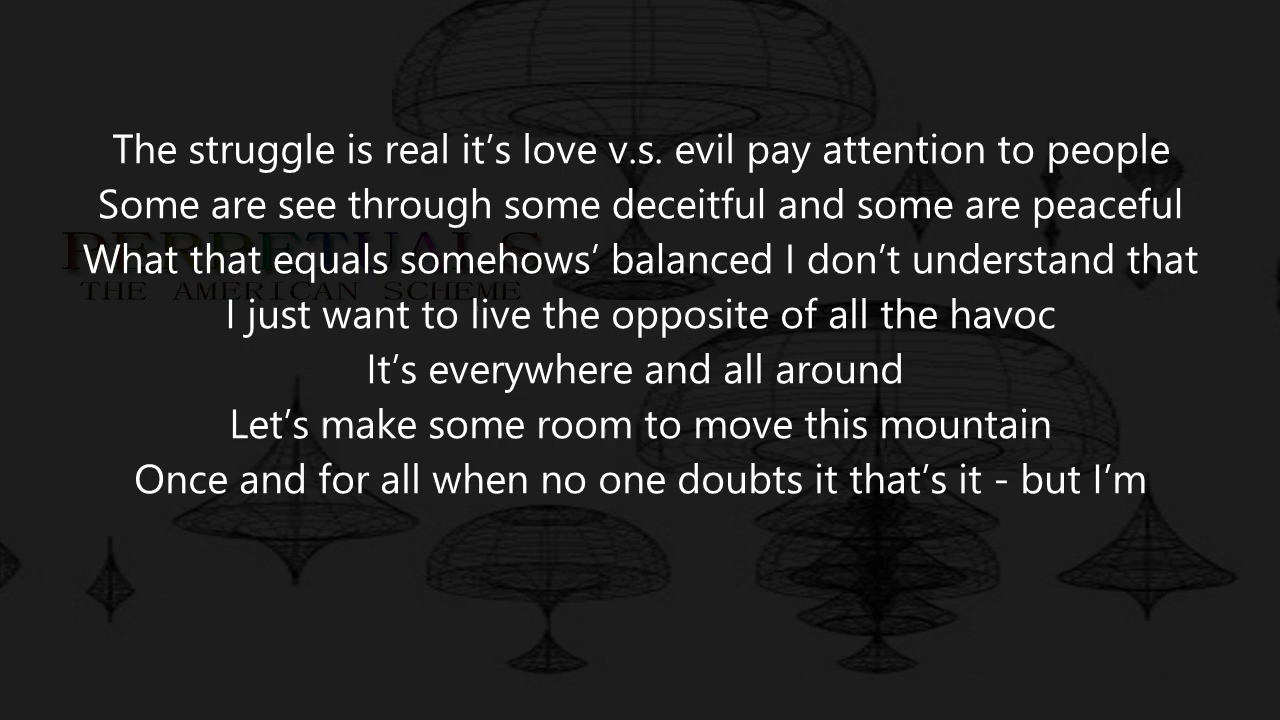 The struggle is real it’s love v.s. evil pay attention to people
Some are see through some deceitful and some are peaceful
PERPETUALS
What that equals somehows’ balanced I don’t understand that
THE AMERICAN SCHEME
I just want to live the opposite of all the havoc
It’s everywhere and all around
Let’s make some room to move this mountain
Once and for all when no one doubts it that’s it - but I’m